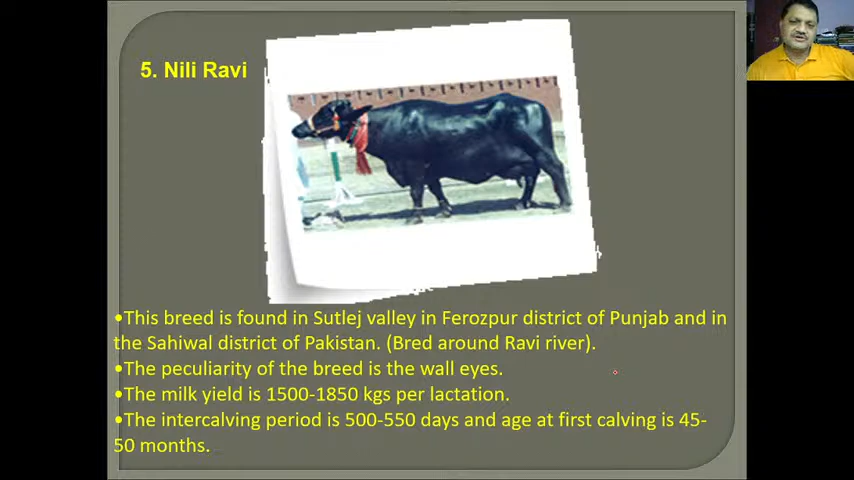 5. Nili Ravi
•This breed is found in Sutlej valley in Ferozpur district of Punjab and in
the Sahiwal district of Pakistan. (Bred around Ravi river).
•The peculiarity of the breed is the wall eyes.
•The milk yield is 1500-1850 kgs per lactation.
•The intercalving period is 500-550 days and age at first calving is 45-
50 months.